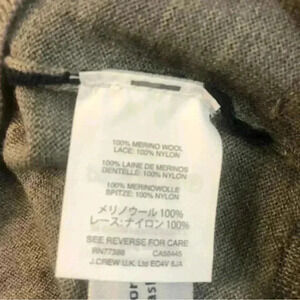 100% MERINO WOOL
LACE: 100% NYLON
100% LAINE DE MERINOS
DENTELLE: 100% NYLON
100% MERINOWOLLE
SPITZE: 100% NYLON
メリノウール 100%
レース: ナイロン 100%
SEE REVERSE FOR CARE
RN77388 CA58445
J.CREW U.K. Ltd EC4V 6JA